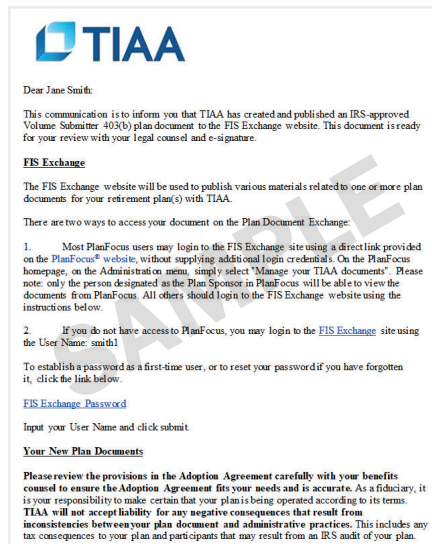 TIAA
Dear Jane Smith:
This communication is to inform you that TIAA has created and published an IRS-approved
Volume Submitter 403(b) plan document to the FIS Exchange website. This document is ready
for your review with your legal counsel and e-signature.
FIS Exchange
The FIS Exchange website will be used to publish various materials related to one or more plan
documents for your retirement plan(s) with TIAA.
There are two ways to access your document on the Plan Document Exchange:
1. Most PlanFocus users may login to the FIS Exchange site using a direct link provided
on the PlanFocus® website, without supplying additional login credentials. On the PlanFocus
homepage, on the Administration menu, simply select "Manage your TIAA documents". Please
note: only the person designated as the Plan Sponsor in PlanFocus will be able to view the
documents from PlanFocus. All others should login to the FIS Exchange website using the
instructions below.
2. If you do not have access to PlanFocus, you may login to the FIS Exchange site using
the User Name: smith1
To establish a password as a first-time user, or to reset your password if you have forgotten
it, click the link below.
FIS Exchange Password
Input your User Name and click submit.
Your New Plan Documents
Please review the provisions in the Adoption Agreement carefully with your benefits
counsel to ensure the Adoption Agreement fits your needs and is accurate. As a fiduciary, it
is your responsibility to make certain that your plan is being operated according to its terms.
TIAA will not accept liability for any negative consequences that result from
inconsistencies between your plan document and administrative practices. This includes any
tax consequences to your plan and participants that may result from an IRS audit of your plan.
SAMPLE